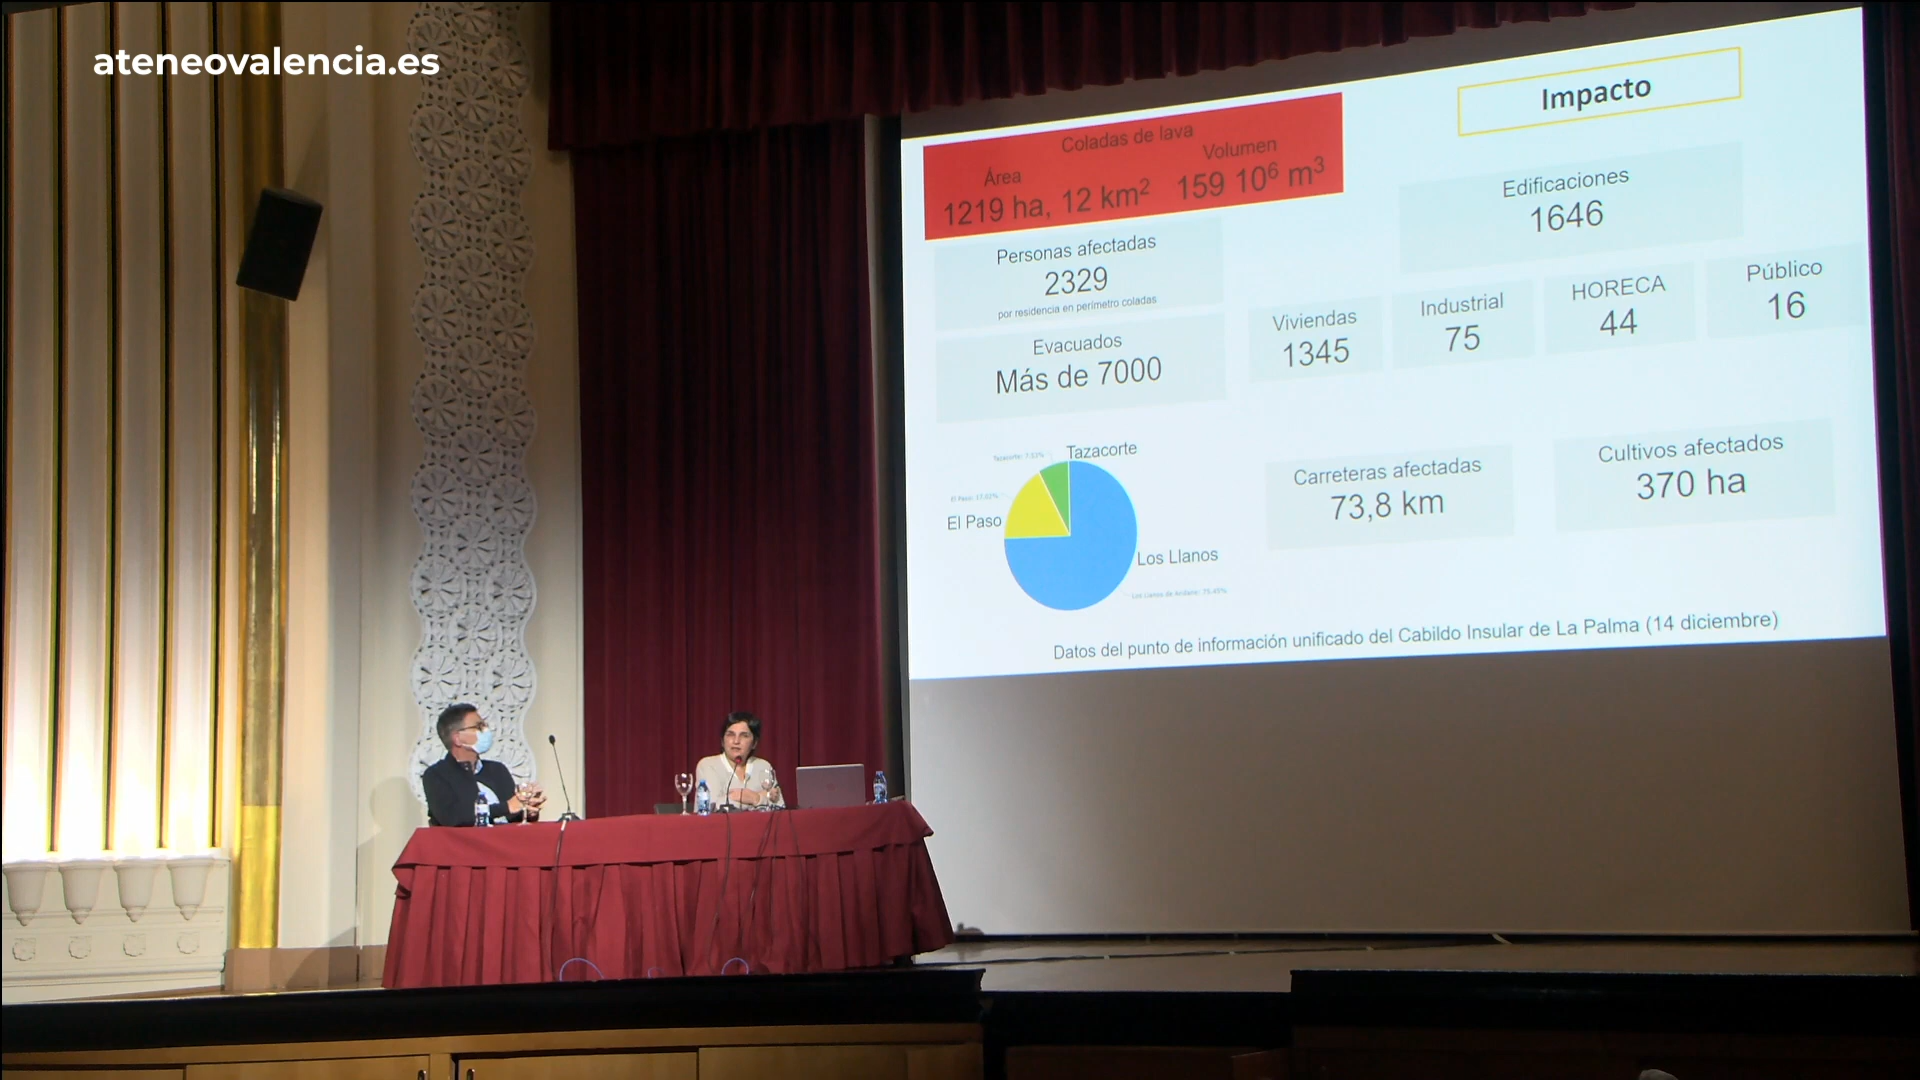 ateneovalencia.es
Impacto
Coladas de lava
Área
Volumen
1219 ha, 12 km²
159 10⁶ m³
Personas afectadas
2329
por residencia en perímetro coladas
Evacuados
Más de 7000
Edificaciones
1646
Viviendas
1345
Industrial
75
HORECA
44
Público
16
Tazacorte
El Paso
Los Llanos
Carreteras afectadas
73,8 km
Cultivos afectados
370 ha
Datos del punto de información unificado del Cabildo Insular de La Palma (14 diciembre)